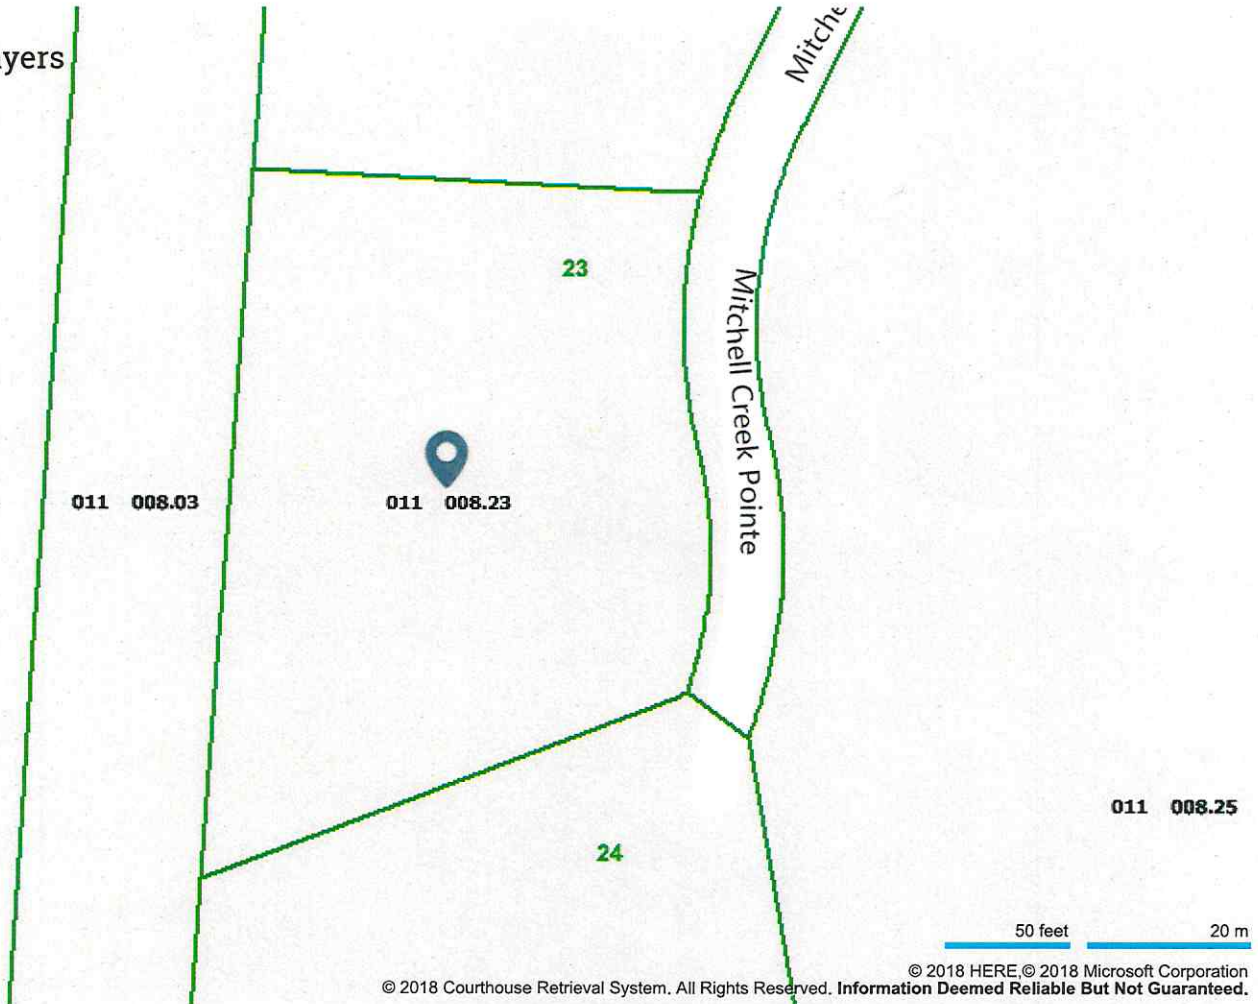 yers
Mitche
23
Mitchell Creek Pointe
011 008.03
011 008.23
011 008.25
24
50 feet
20 m
© 2018 HERE,© 2018 Microsoft Corporation
© 2018 Courthouse Retrieval System. All Rights Reserved. Information Deemed Reliable But Not Guaranteed.